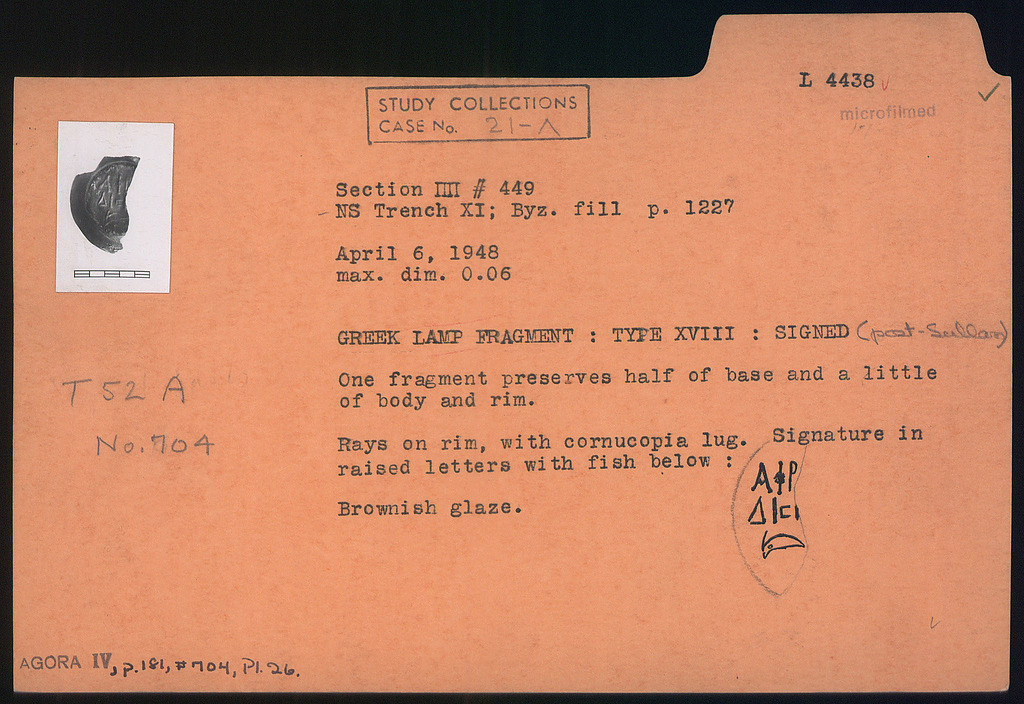 L 4438
microfilmed
STUDY COLLECTIONS
CASE No. 21-Λ
Section ΠΠ # 449
NS Trench XI; Byz. fill p. 1227
April 6, 1948
max. dim. 0.06
GREEK LAMP FRAGMENT : TYPE XVIII : SIGNED (post-Sullan)
T 52 A
No. 704
One fragment preserves half of base and a little
of body and rim.
Rays on rim, with cornucopia lug. Signature in
raised letters with fish below :
Brownish glaze.
AGORA IV, p.181, #704, Pl.26.